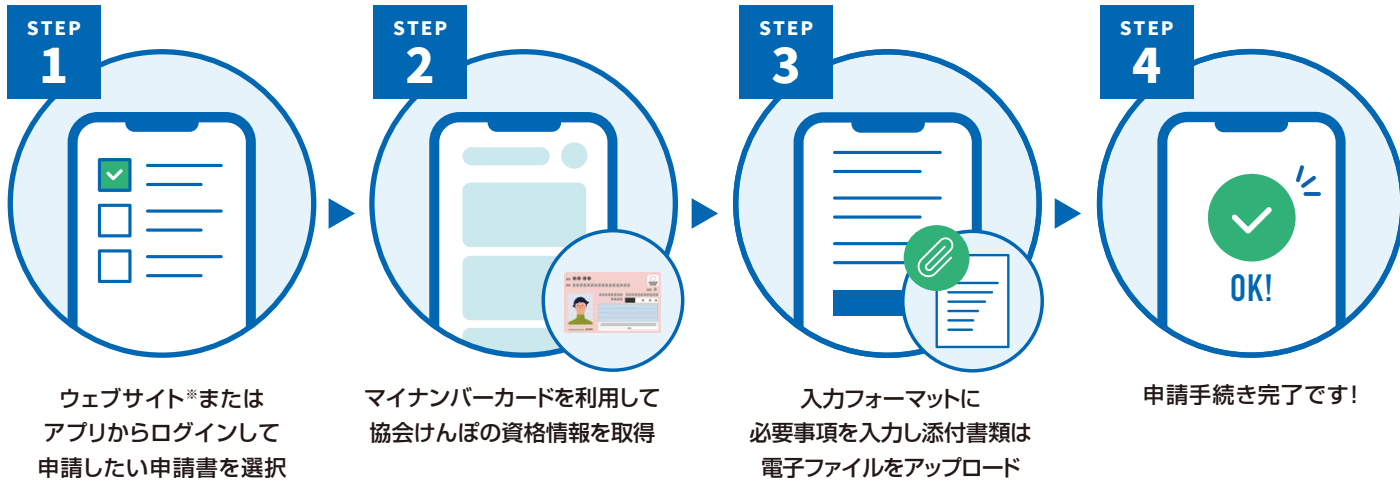 STEP
1
ウェブサイト※または
アプリからログインして
申請したい申請書を選択
STEP
2
マイナンバーカードを利用して
協会けんぽの資格情報を取得
STEP
3
入力フォーマットに
必要事項を入力し添付書類は
電子ファイルをアップロード
STEP
4
OK!
申請手続き完了です!